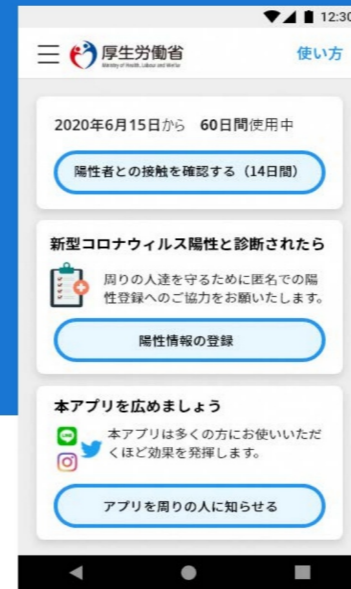 12:30
厚生労働省
Ministry of Health, Labour and Welfare
使い方
2020年6月15日から 60日間使用中
陽性者との接触を確認する（14日間）
新型コロナウィルス陽性と診断されたら
周りの人達を守るために匿名での陽
性登録へのご協力をお願いいたします。
陽性情報の登録
本アプリを広めましょう
本アプリは多くの方にお使いいただ
くほど効果を発揮します。
アプリを周りの人に知らせる